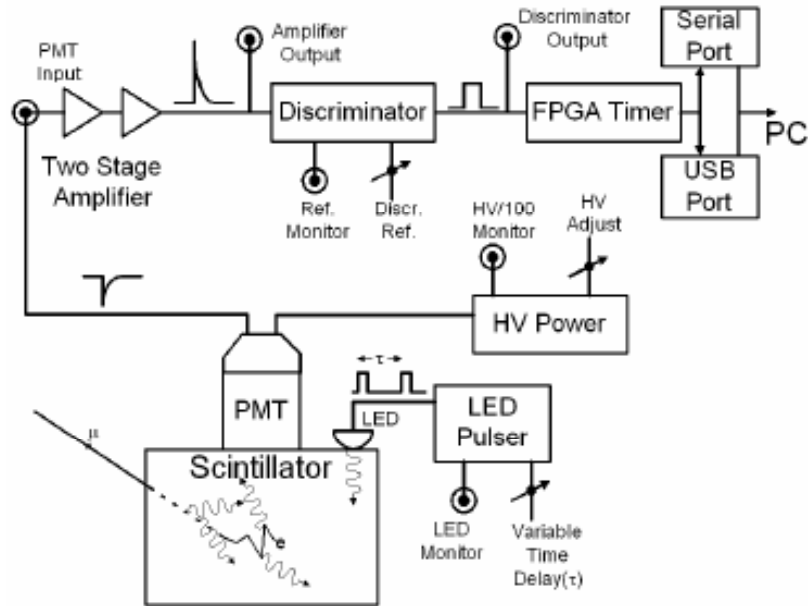 PMT
Input
Amplifier
Output
Discriminator
Output
Serial
Port
Two Stage
Amplifier
Discriminator
FPGA Timer
PC
USB
Port
Ref.
Monitor
Discr.
Ref.
HV/100
Monitor
HV
Adjust
HV Power
PMT
τ
LED
LED
Pulser
μ
Scintillator
e
LED
Monitor
Variable
Time
Delay(τ)